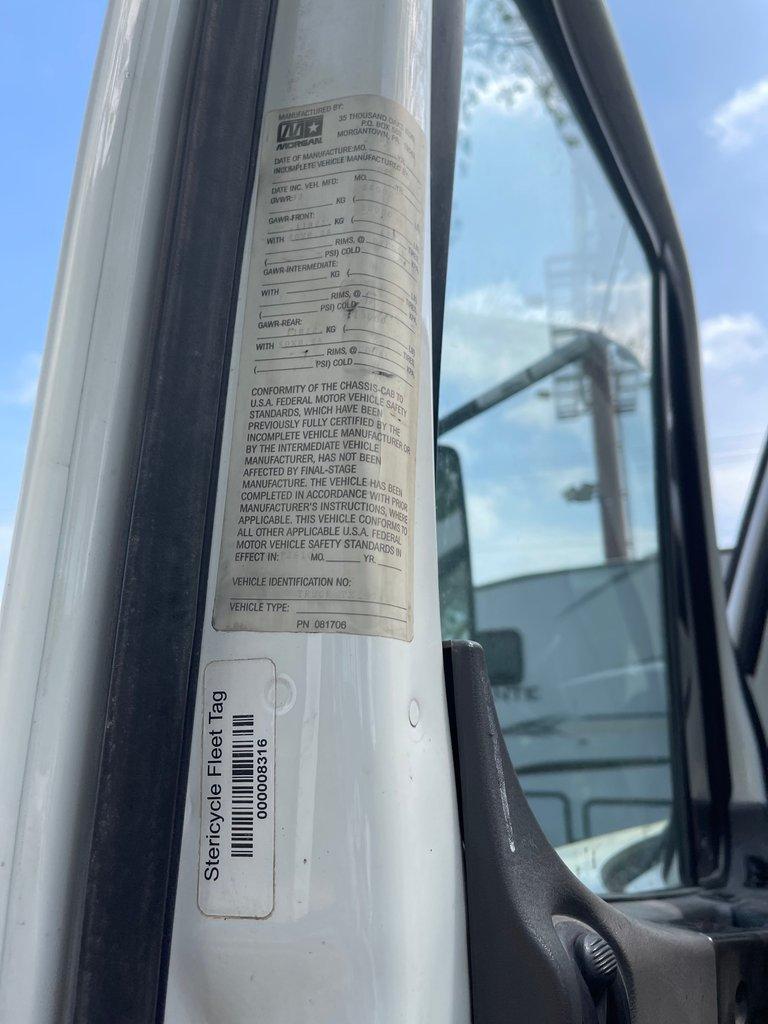 MANUFACTURED BY:
MORGAN
35 THOUSAND OAKS
P.O. BOX
MORGANTOWN, PA
DATE OF MANUFACTURE: MO. YR.
INCOMPLETE VEHICLE MANUFACTURED BY
DATE INC. VEH. MFD: MO. YR.
GVWR: KG (
GAWR-FRONT: KG (
WITH RIMS, @
( PSI) COLD
GAWR-INTERMEDIATE: KG (
WITH RIMS, @
( PSI) COLD
GAWR-REAR: KG (
WITH RIMS, @
( PSI) COLD
CONFORMITY OF THE CHASSIS-CAB TO
U.S.A. FEDERAL MOTOR VEHICLE SAFETY
STANDARDS, WHICH HAVE BEEN
PREVIOUSLY FULLY CERTIFIED BY THE
INCOMPLETE VEHICLE MANUFACTURER OR
BY THE INTERMEDIATE VEHICLE
MANUFACTURER, HAS NOT BEEN
AFFECTED BY FINAL-STAGE
MANUFACTURE. THE VEHICLE HAS BEEN
COMPLETED IN ACCORDANCE WITH PRIOR
MANUFACTURER'S INSTRUCTIONS, WHERE
APPLICABLE. THIS VEHICLE CONFORMS TO
ALL OTHER APPLICABLE U.S.A. FEDERAL
MOTOR VEHICLE SAFETY STANDARDS IN
EFFECT IN: MO. YR.
VEHICLE IDENTIFICATION NO:
VEHICLE TYPE: TRUCK
PN 081706
Stericycle Fleet Tag
000008316